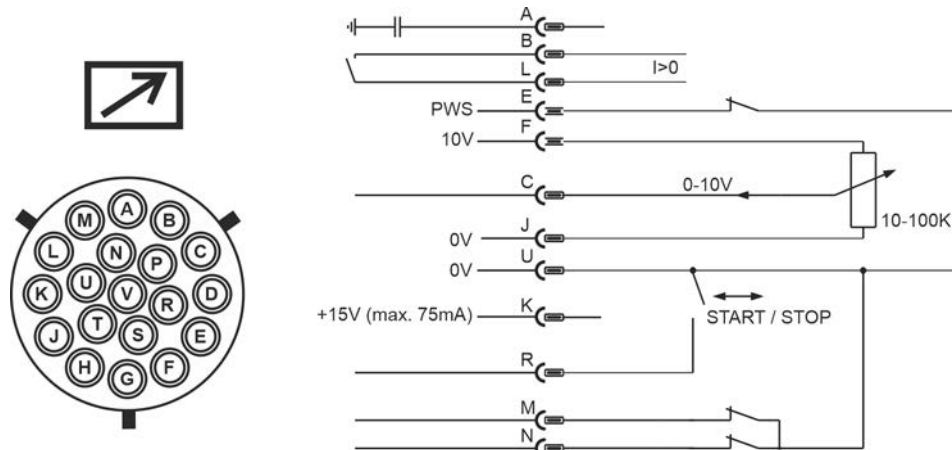 A
B
C
D
E
F
G
H
J
K
L
M
N
P
R
S
T
U
V
A
B
L
I>0
PWS
E
10V
F
C
0-10V
10-100K
0V
J
0V
U
+15V (max. 75mA)
K
START / STOP
R
M
N